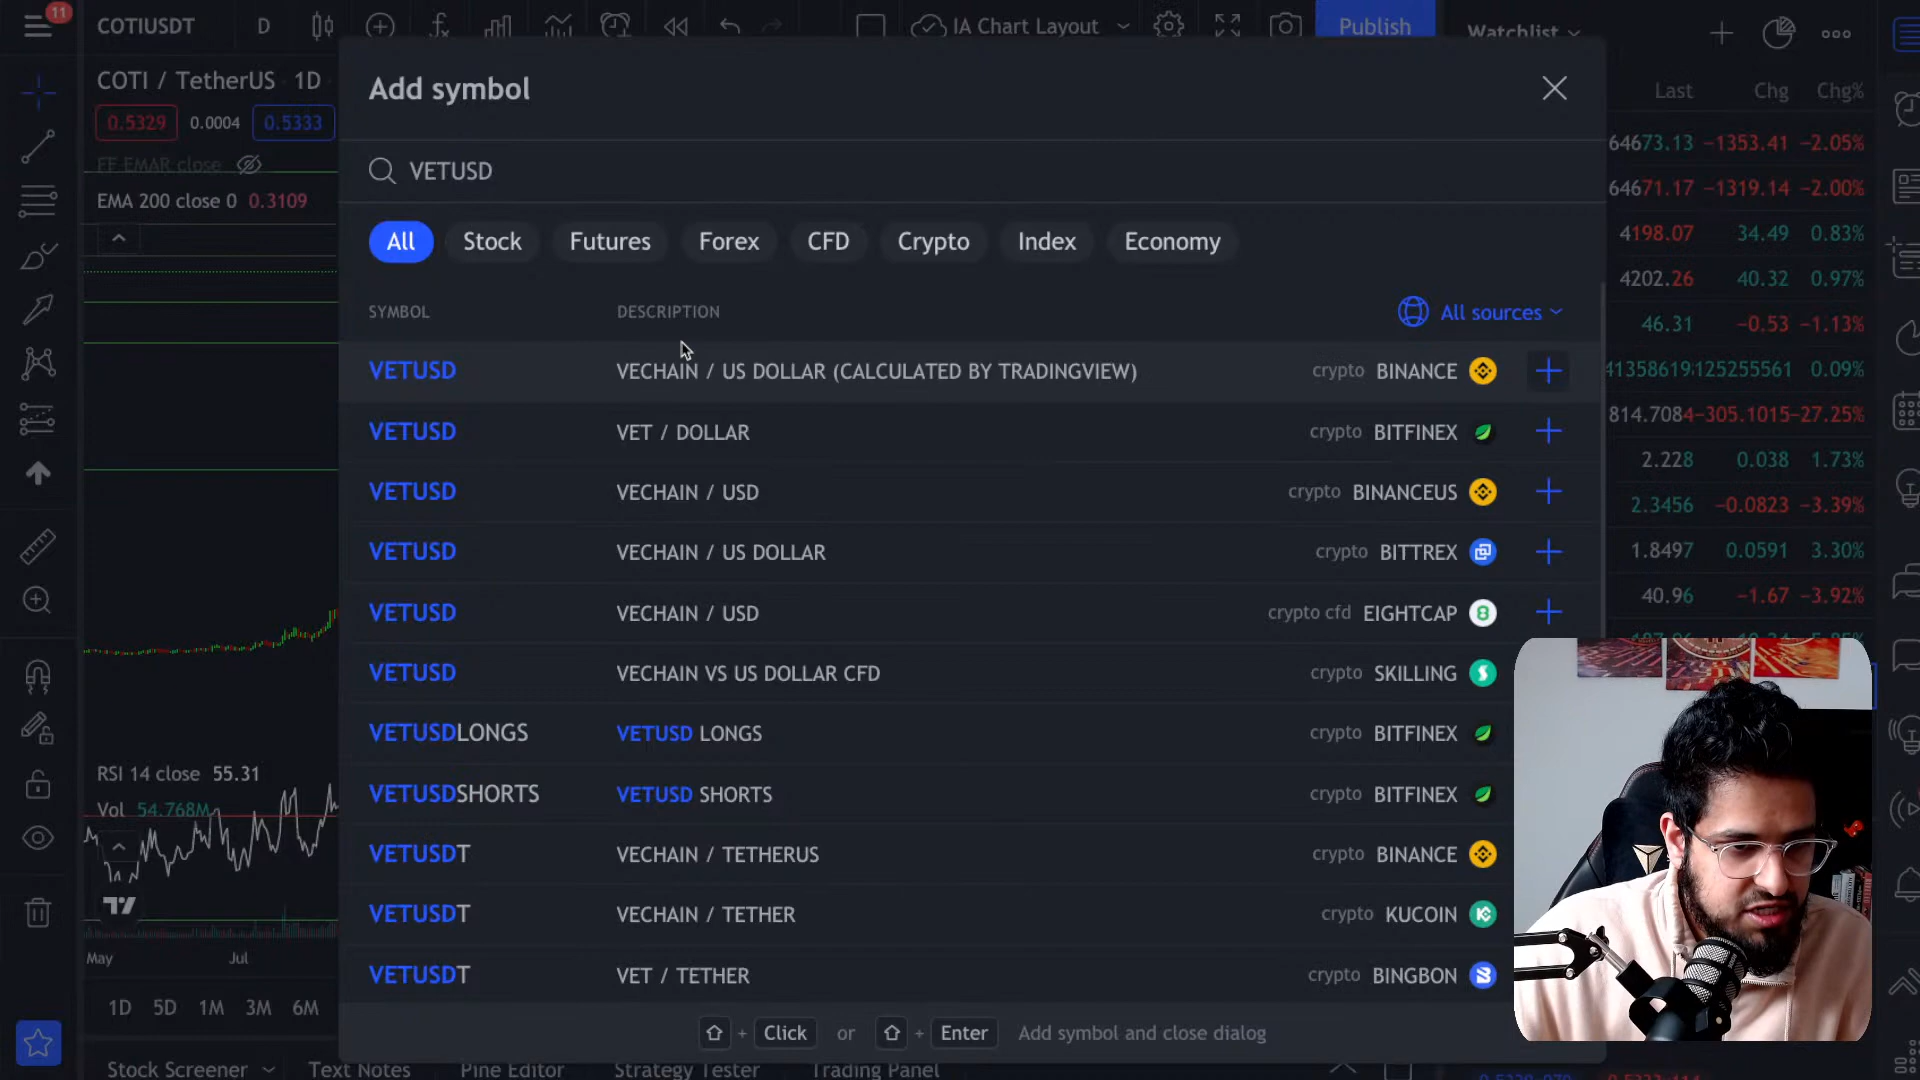 11
COTIUSDT D IA Chart Layout Publish Watchlist
COTI / TetherUS 1D
0.5329 0.0004 0.5333
FF EMAR close
EMA 200 close 0 0.3109
RSI 14 close 55.31
Vol 54.768M
May Jul
1D 5D 1M 3M 6M
Stock Screener Text Notes Pine Editor Strategy Tester Trading Panel
Add symbol
VETUSD
All Stock Futures Forex CFD Crypto Index Economy
SYMBOL DESCRIPTION All sources
VETUSD VECHAIN / US DOLLAR (CALCULATED BY TRADINGVIEW) crypto BINANCE
VETUSD VET / DOLLAR crypto BITFINEX
VETUSD VECHAIN / USD crypto BINANCEUS
VETUSD VECHAIN / US DOLLAR crypto BITTREX
VETUSD VECHAIN / USD crypto cfd EIGHTCAP
VETUSD VECHAIN VS US DOLLAR CFD crypto SKILLING
VETUSDLONGS VETUSD LONGS crypto BITFINEX
VETUSDSHORTS VETUSD SHORTS crypto BITFINEX
VETUSDT VECHAIN / TETHERUS crypto BINANCE
VETUSDT VECHAIN / TETHER crypto KUCOIN
VETUSDT VET / TETHER crypto BINGBON
+ Click or + Enter Add symbol and close dialog
Last Chg Chg%
64673.13 −1353.41 −2.05%
64671.17 −1319.14 −2.00%
4198.07 34.49 0.83%
4202.26 40.32 0.97%
46.31 −0.53 −1.13%
0.09%
814.7084 −305.1015 −27.25%
2.228 0.038 1.73%
2.3456 −0.0823 −3.39%
1.8497 0.0591 3.30%
40.96 −1.67 −3.92%